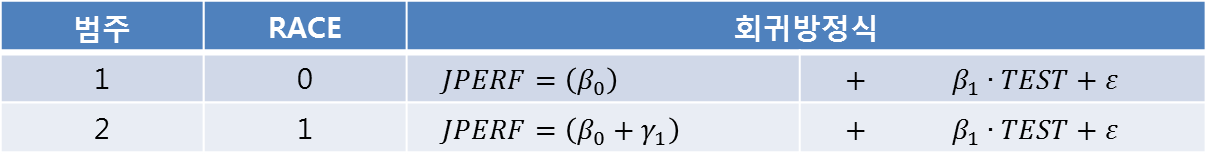 범주 RACE 회귀방정식
1 0 JPERF = (β₀) + β₁ · TEST + ε
2 1 JPERF = (β₀ + γ₁) + β₁ · TEST + ε